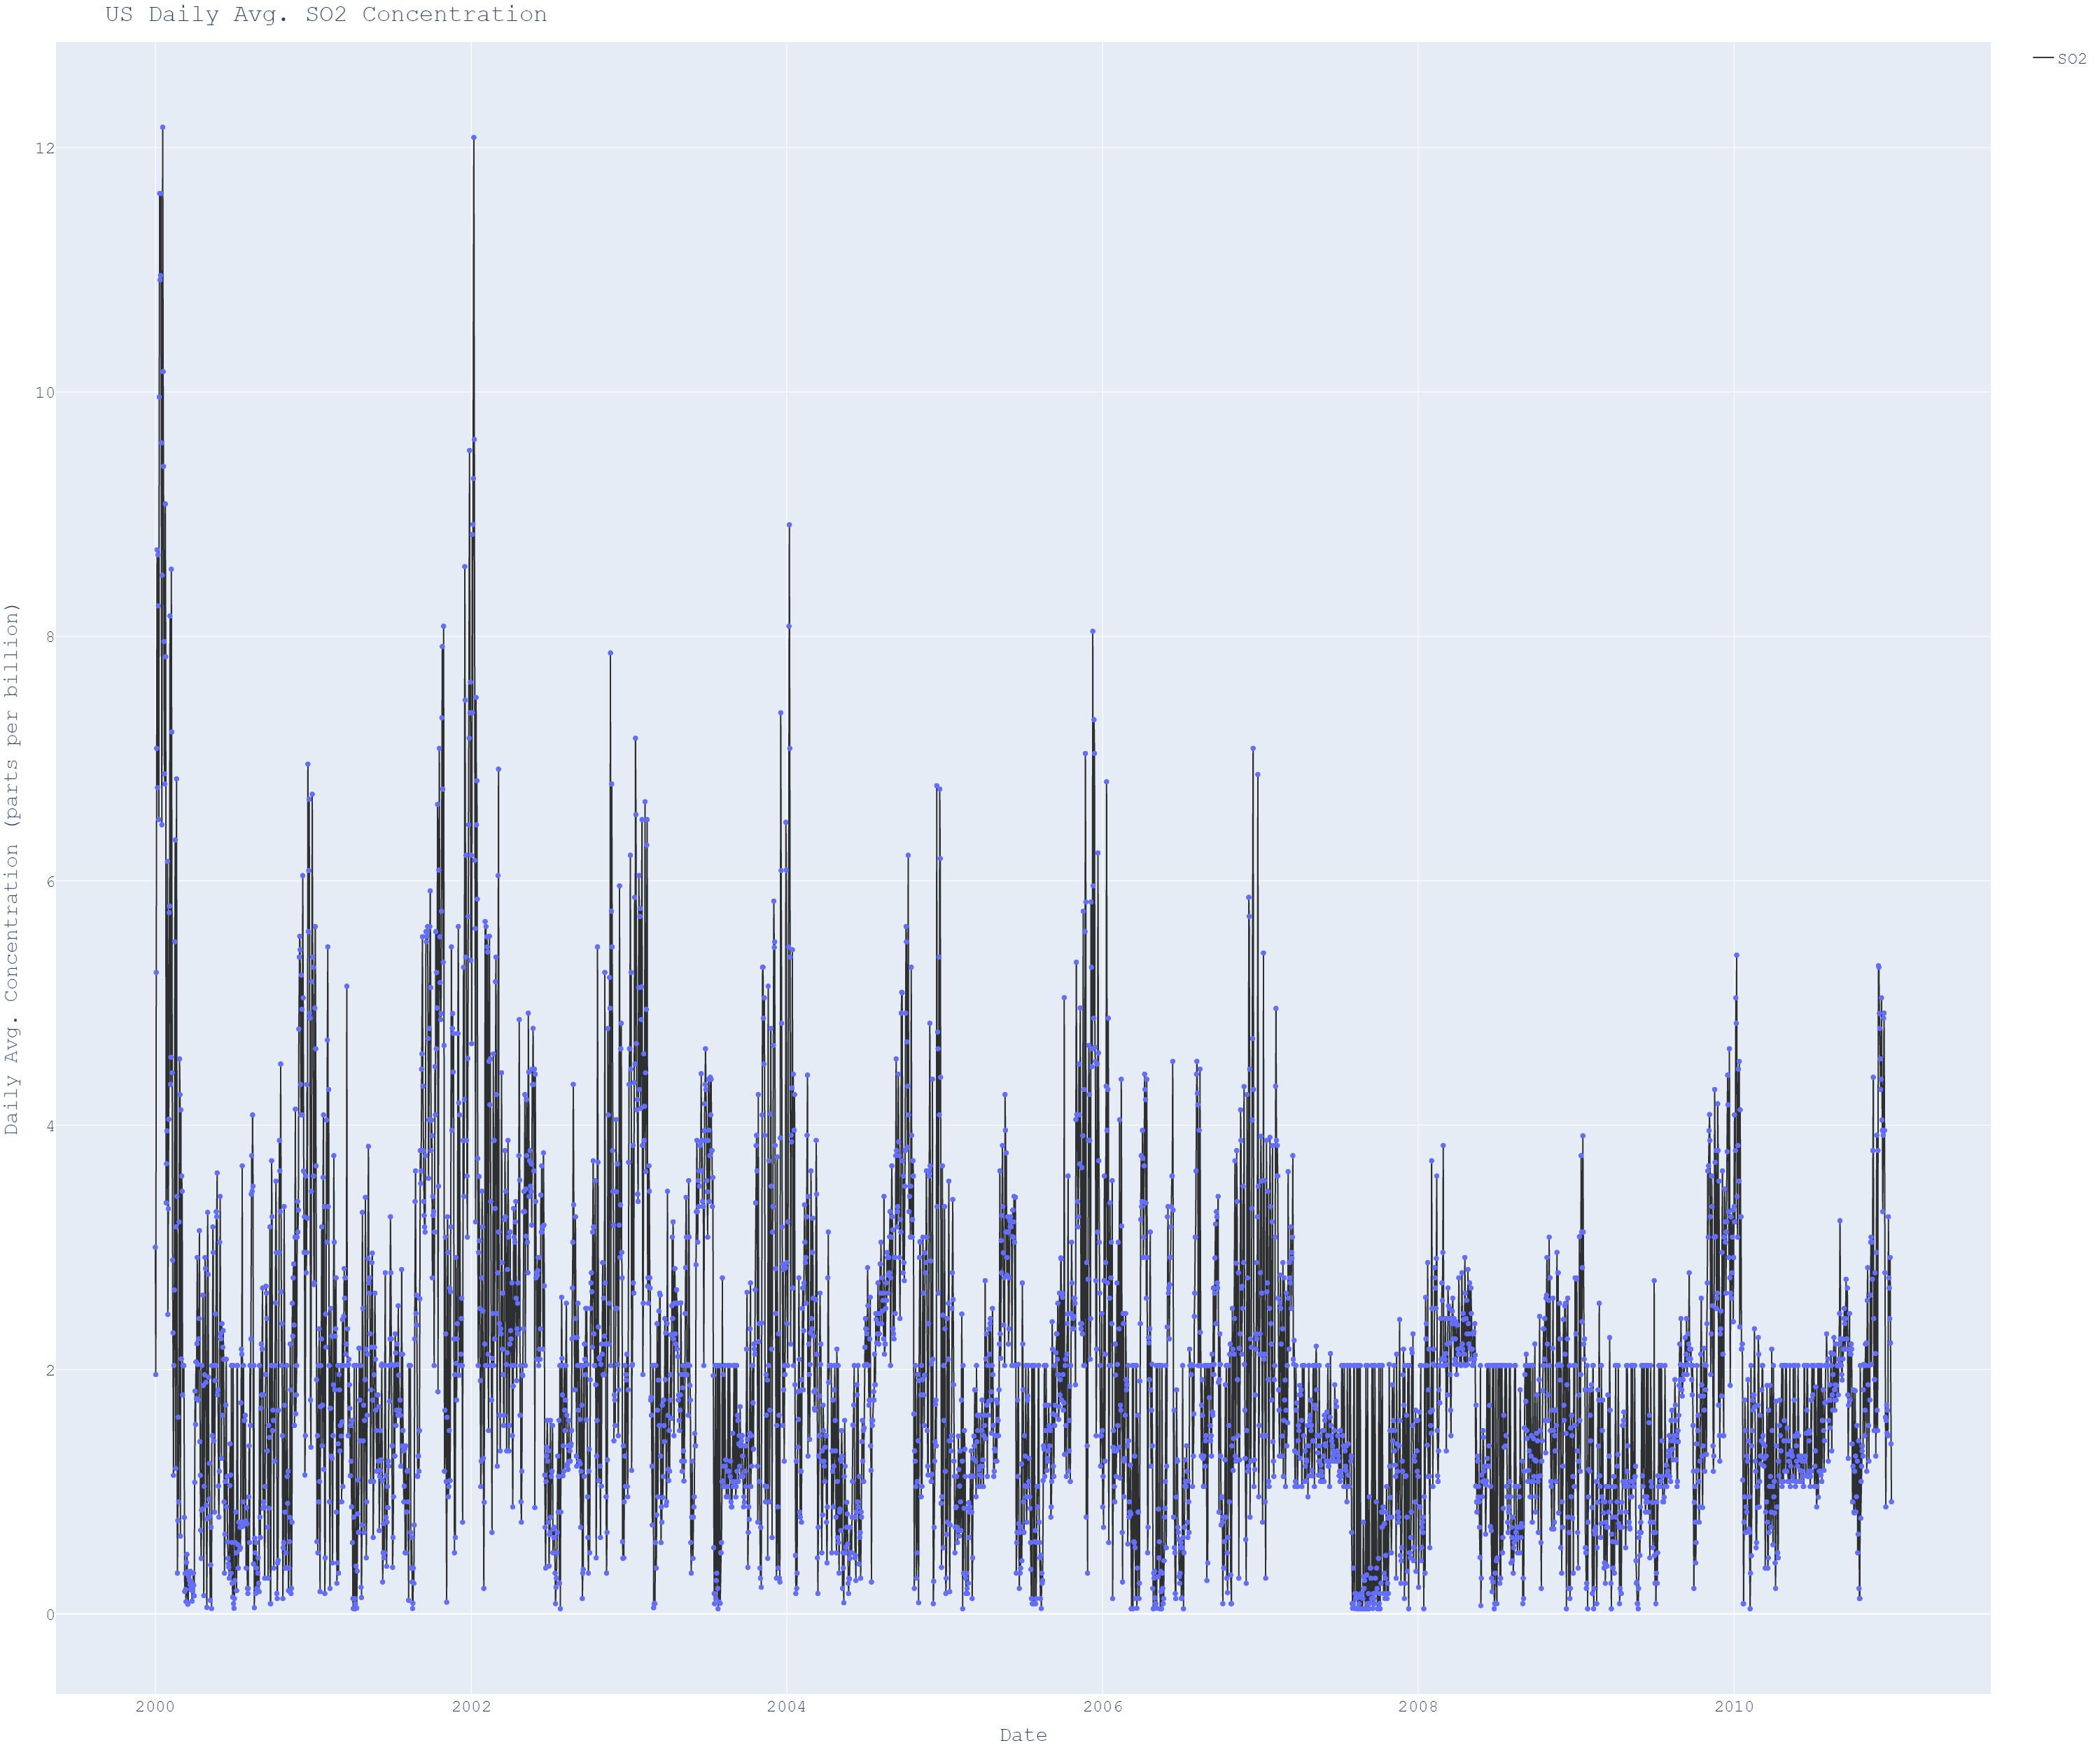 US Daily Avg. SO2 Concentration
SO2
Daily Avg. Concentration (parts per billion)
12
10
8
6
4
2
0
2000 2002 2004 2006 2008 2010
Date